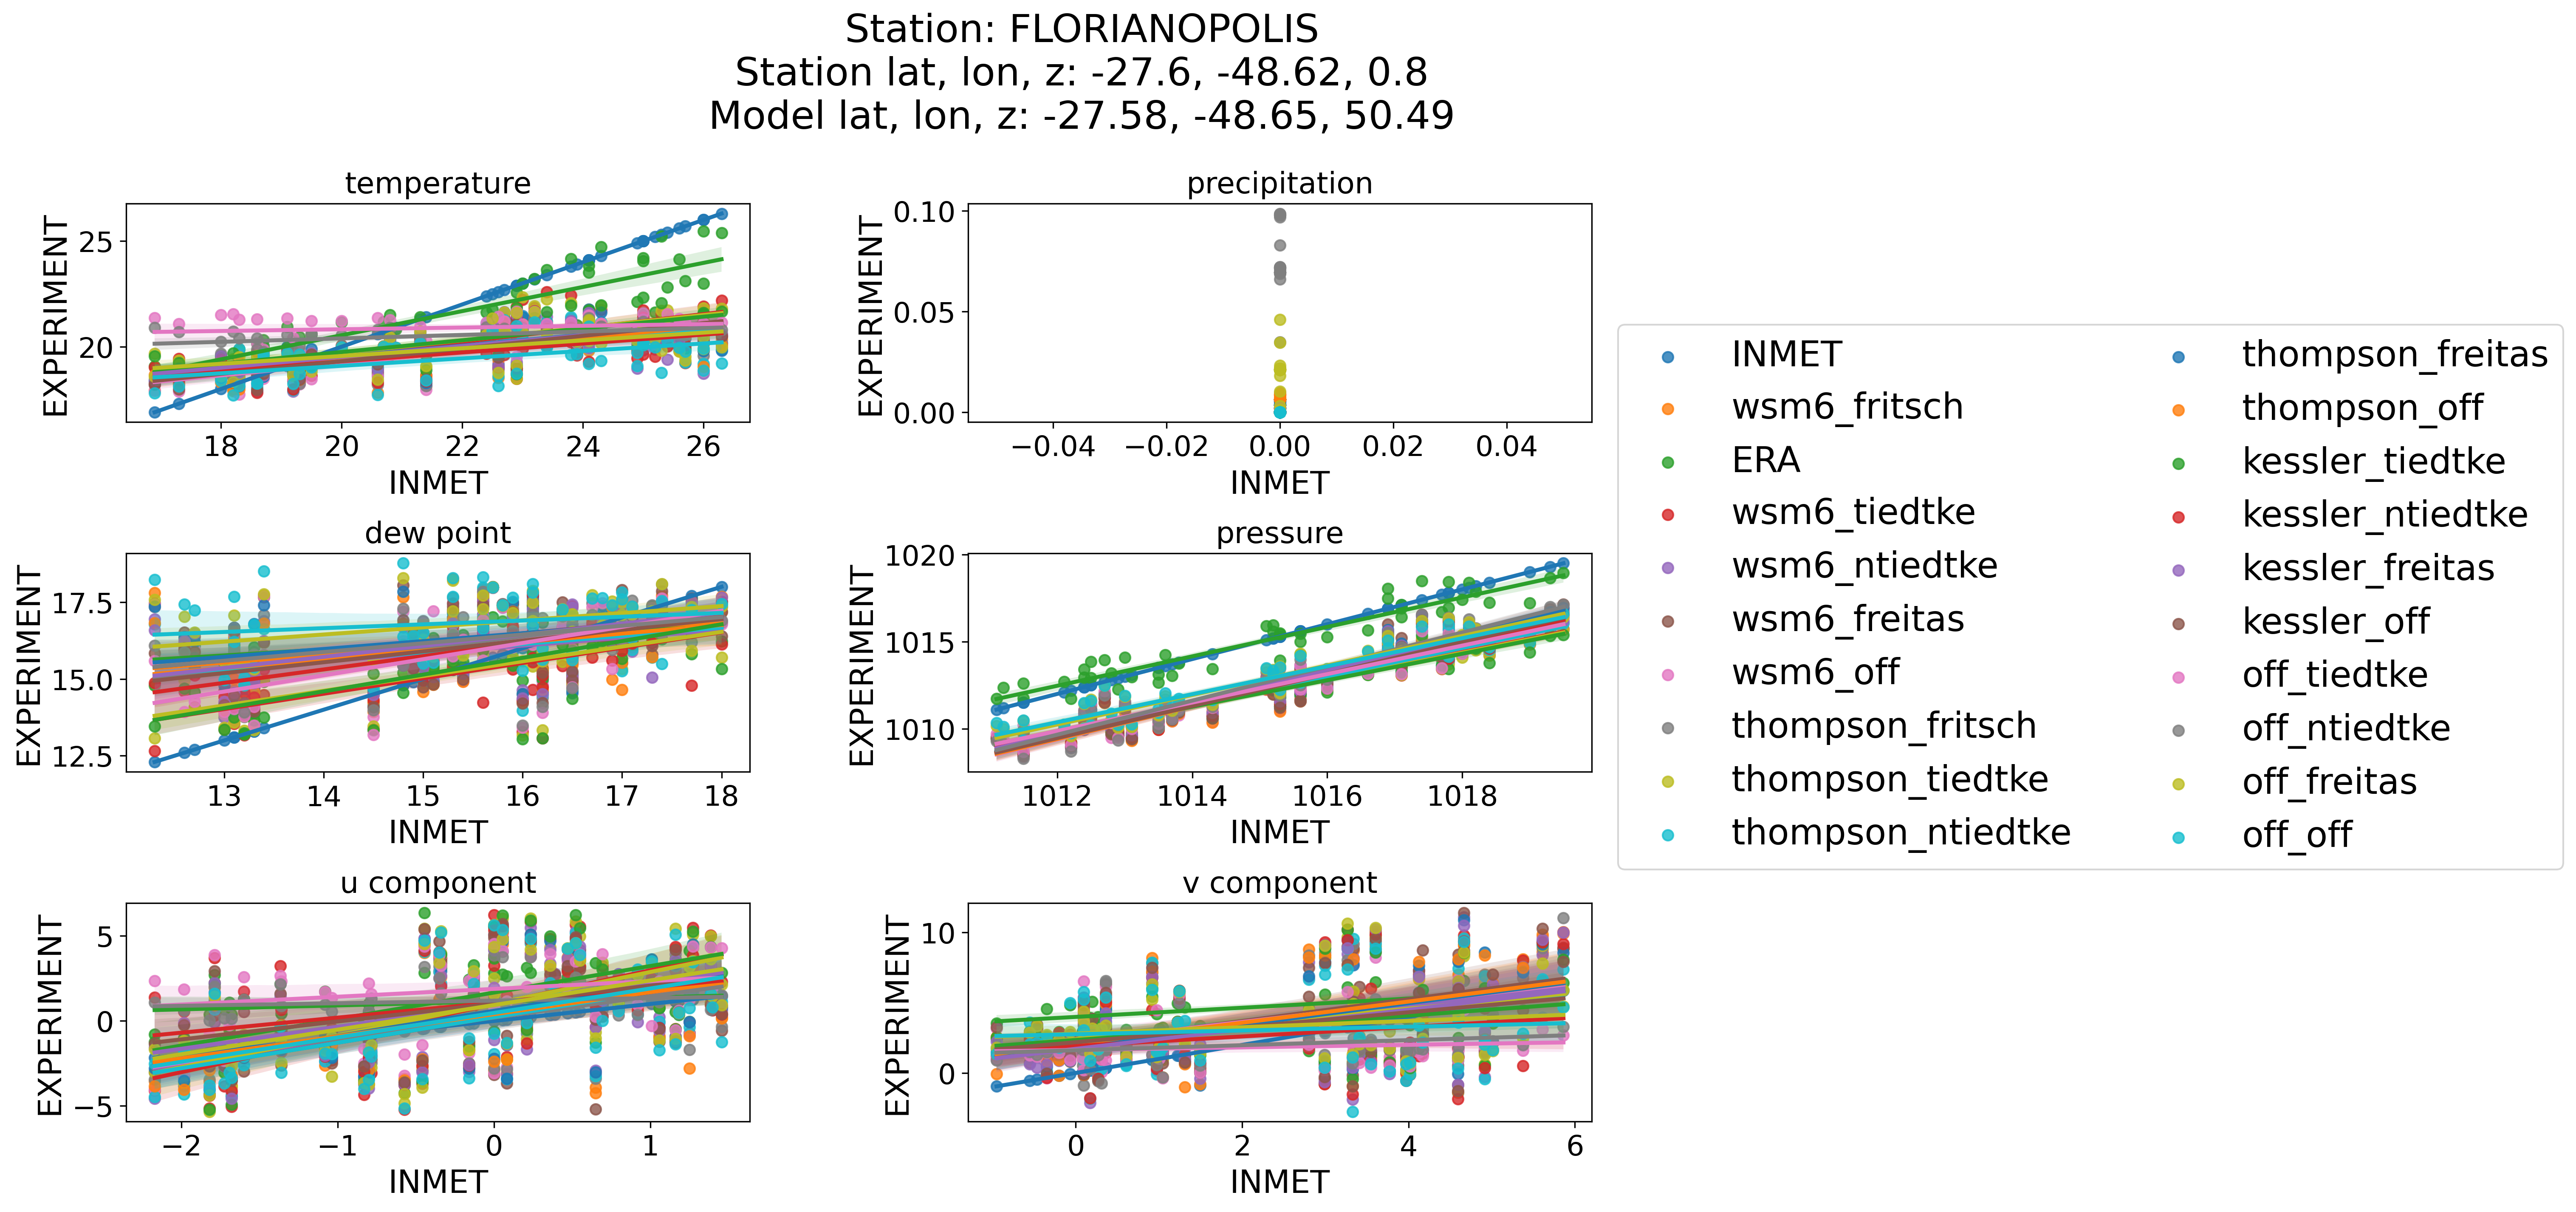 Station: FLORIANOPOLIS
Station lat, lon, z: -27.6, -48.62, 0.8
Model lat, lon, z: -27.58, -48.65, 50.49
temperature
EXPERIMENT
25
20
18 20 22 24 26
INMET
precipitation
EXPERIMENT
0.10
0.05
0.00
−0.04 −0.02 0.00 0.02 0.04
INMET
dew point
EXPERIMENT
17.5
15.0
12.5
13 14 15 16 17 18
INMET
pressure
EXPERIMENT
1020
1015
1010
1012 1014 1016 1018
INMET
u component
EXPERIMENT
5
0
−5
−2 −1 0 1
INMET
v component
EXPERIMENT
10
0
0 2 4 6
INMET
INMET
wsm6_fritsch
ERA
wsm6_tiedtke
wsm6_ntiedtke
wsm6_freitas
wsm6_off
thompson_fritsch
thompson_tiedtke
thompson_ntiedtke
thompson_freitas
thompson_off
kessler_tiedtke
kessler_ntiedtke
kessler_freitas
kessler_off
off_tiedtke
off_ntiedtke
off_freitas
off_off